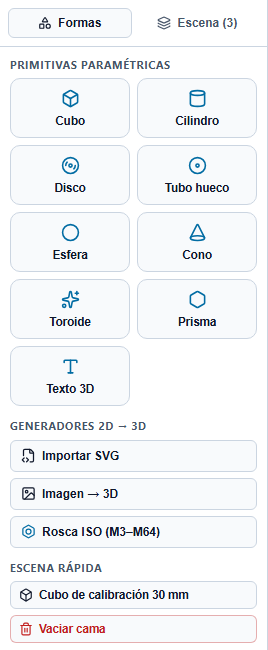 Formas
Escena (3)
PRIMITIVAS PARAMÉTRICAS
Cubo
Cilindro
Disco
Tubo hueco
Esfera
Cono
Toroide
Prisma
Texto 3D
GENERADORES 2D → 3D
Importar SVG
Imagen → 3D
Rosca ISO (M3–M64)
ESCENA RÁPIDA
Cubo de calibración 30 mm
Vaciar cama